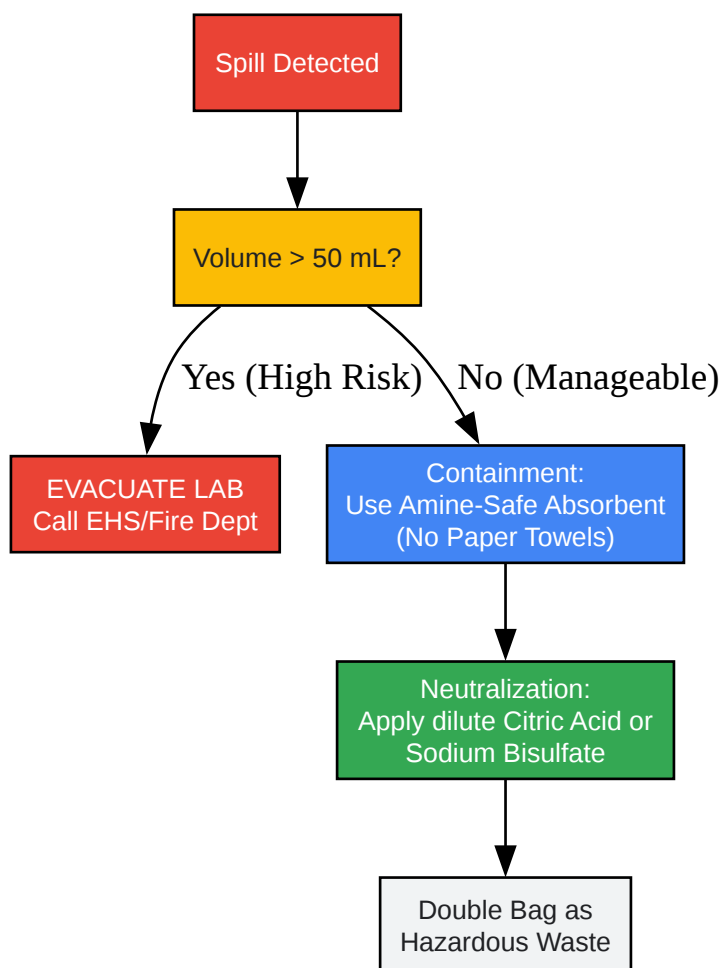 Spill Detected
Volume > 50 mL?
Yes (High Risk)
No (Manageable)
EVACUATE LAB
Call EHS/Fire Dept
Containment:
Use Amine-Safe Absorbent
(No Paper Towels)
Neutralization:
Apply dilute Citric Acid or
Sodium Bisulfate
Double Bag as
Hazardous Waste